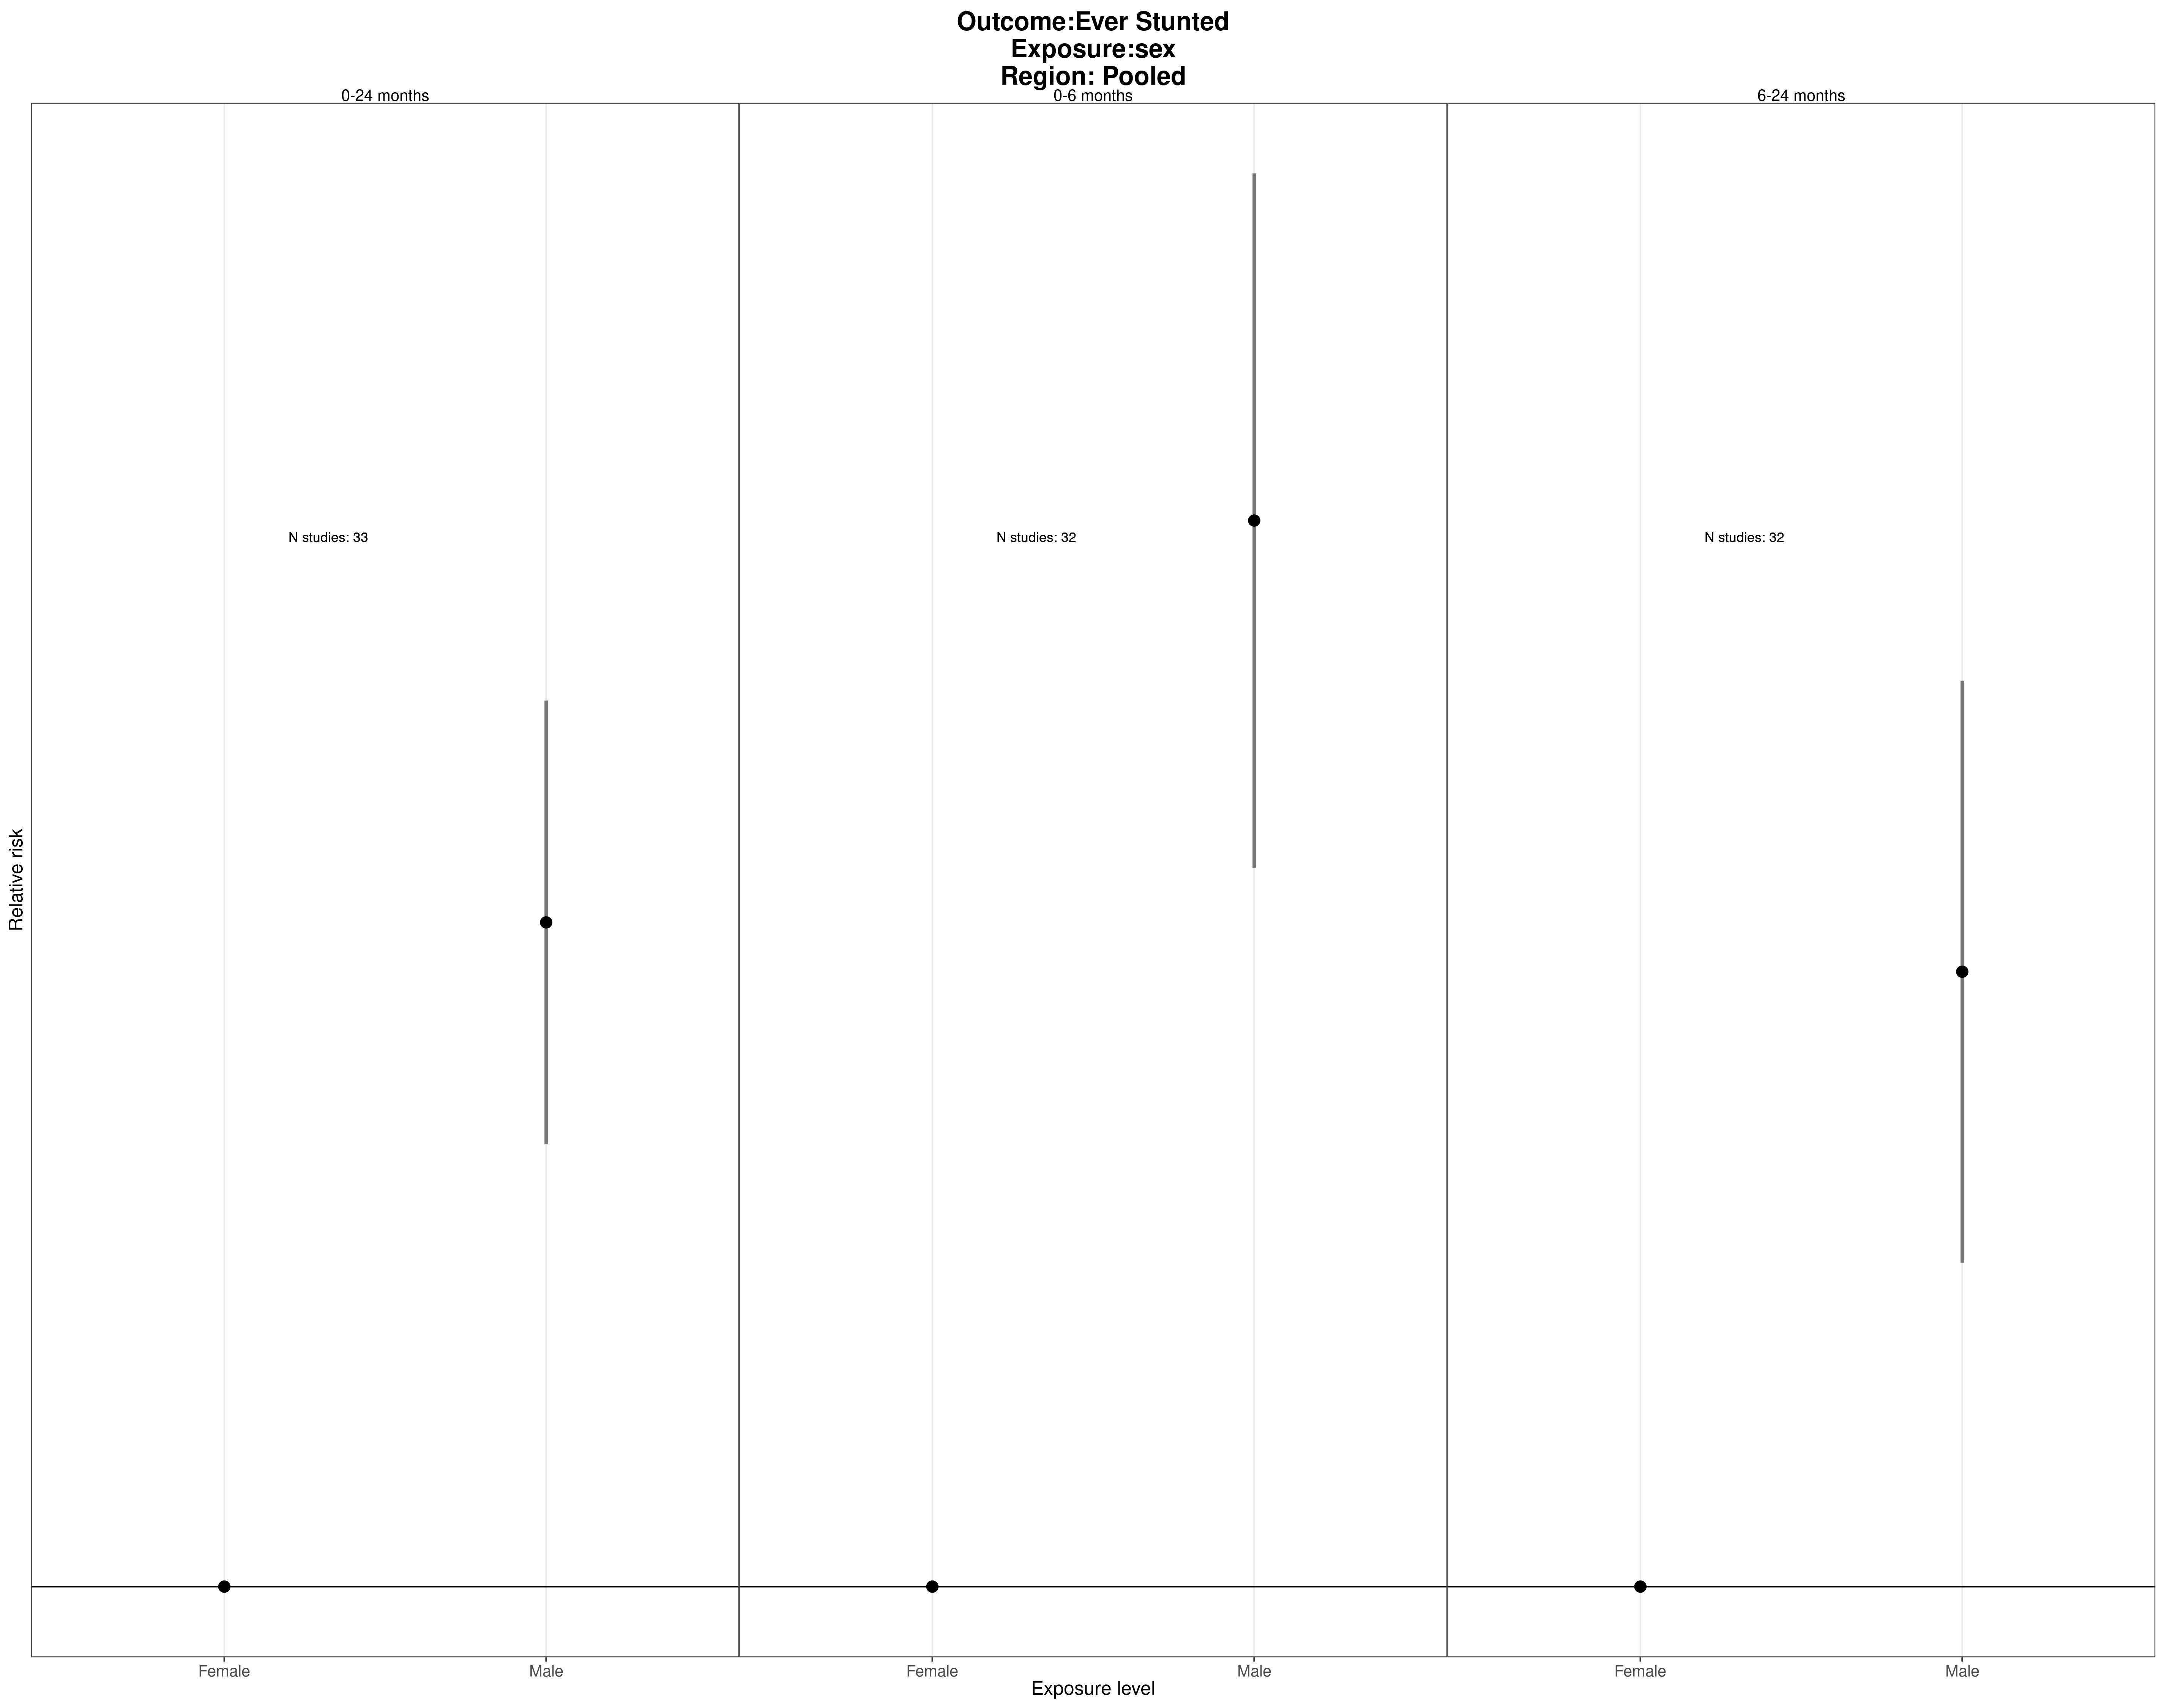 Outcome:Ever Stunted
Exposure:sex
Region: Pooled
0-24 months
0-6 months
6-24 months
N studies: 33
N studies: 32
N studies: 32
Relative risk
Female
Male
Female
Male
Female
Male
Exposure level